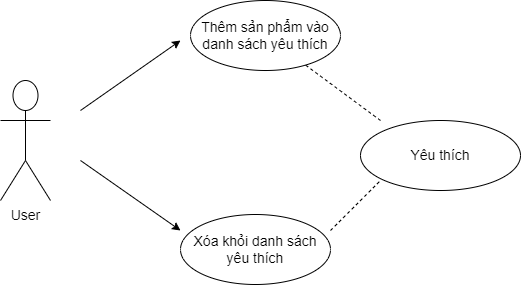 Thêm sản phẩm vào
danh sách yêu thích
Yêu thích
User
Xóa khỏi danh sách
yêu thích